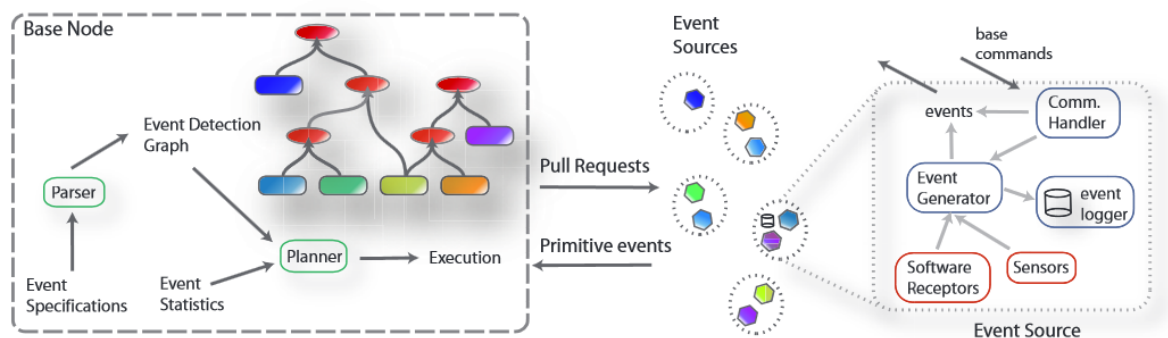 Base Node
Event Detection
Graph
Parser
Event
Specifications
Event
Statistics
Planner
Execution
Pull Requests
Primitive events
Event
Sources
base
commands
events
Comm.
Handler
Event
Generator
event
logger
Software
Receptors
Sensors
Event Source